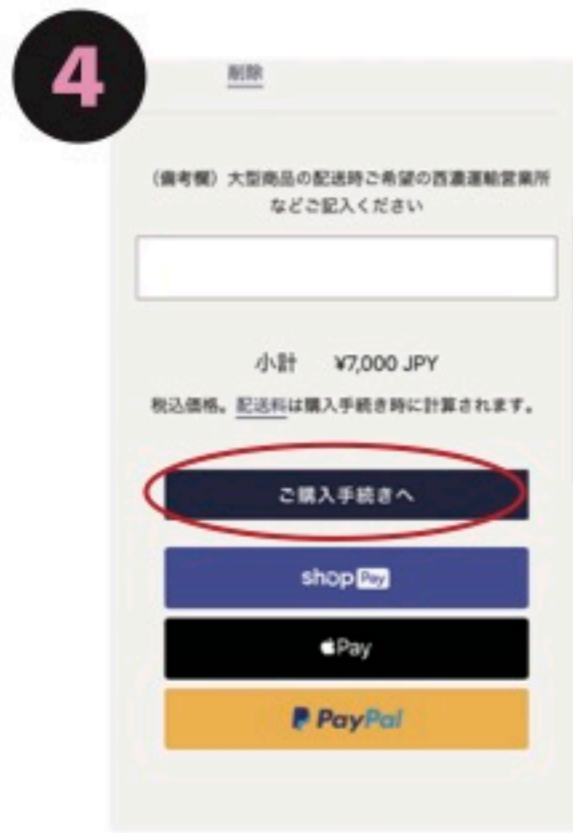 4
削除
（備考欄）大型商品の配送時ご希望の西濃運輸営業所
などご記入ください
小計 ¥7,000 JPY
税込価格。配送料は購入手続き時に計算されます。
ご購入手続きへ
shop Pay
Pay
PayPal